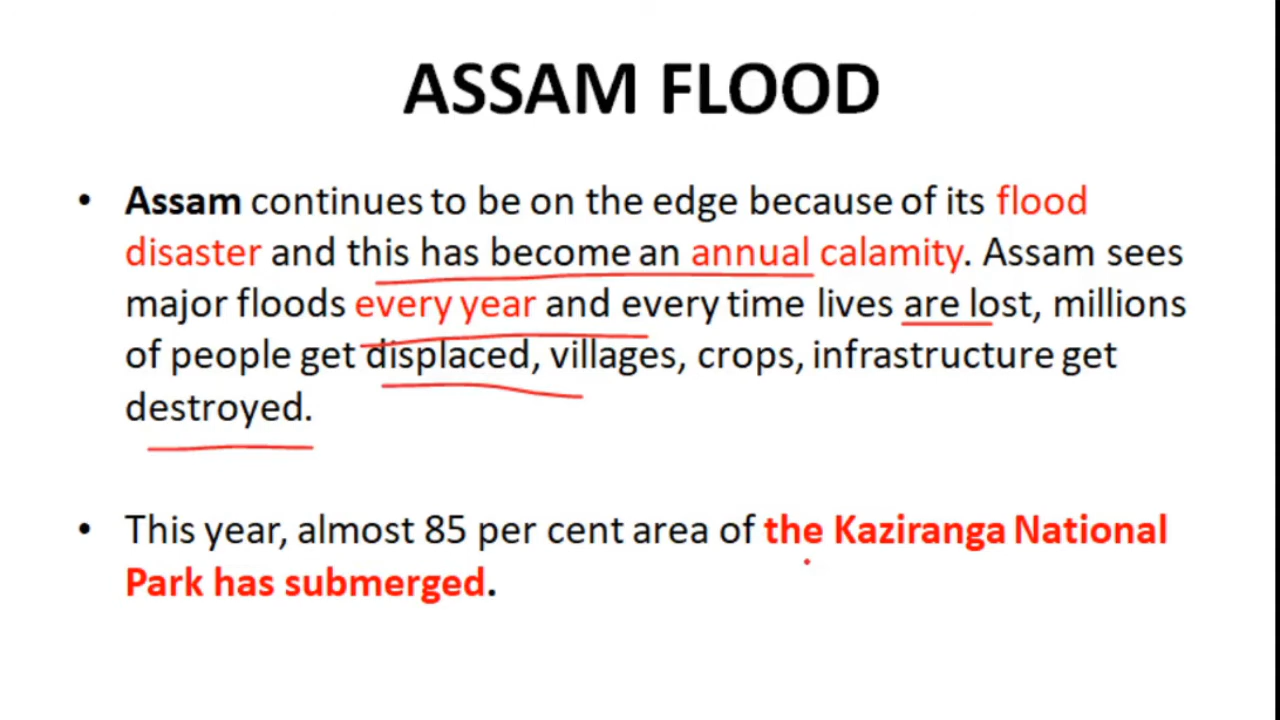 ASSAM FLOOD
• Assam continues to be on the edge because of its flood
disaster and this has become an annual calamity. Assam sees
major floods every year and every time lives are lost, millions
of people get displaced, villages, crops, infrastructure get
destroyed.
• This year, almost 85 per cent area of the Kaziranga National
Park has submerged.